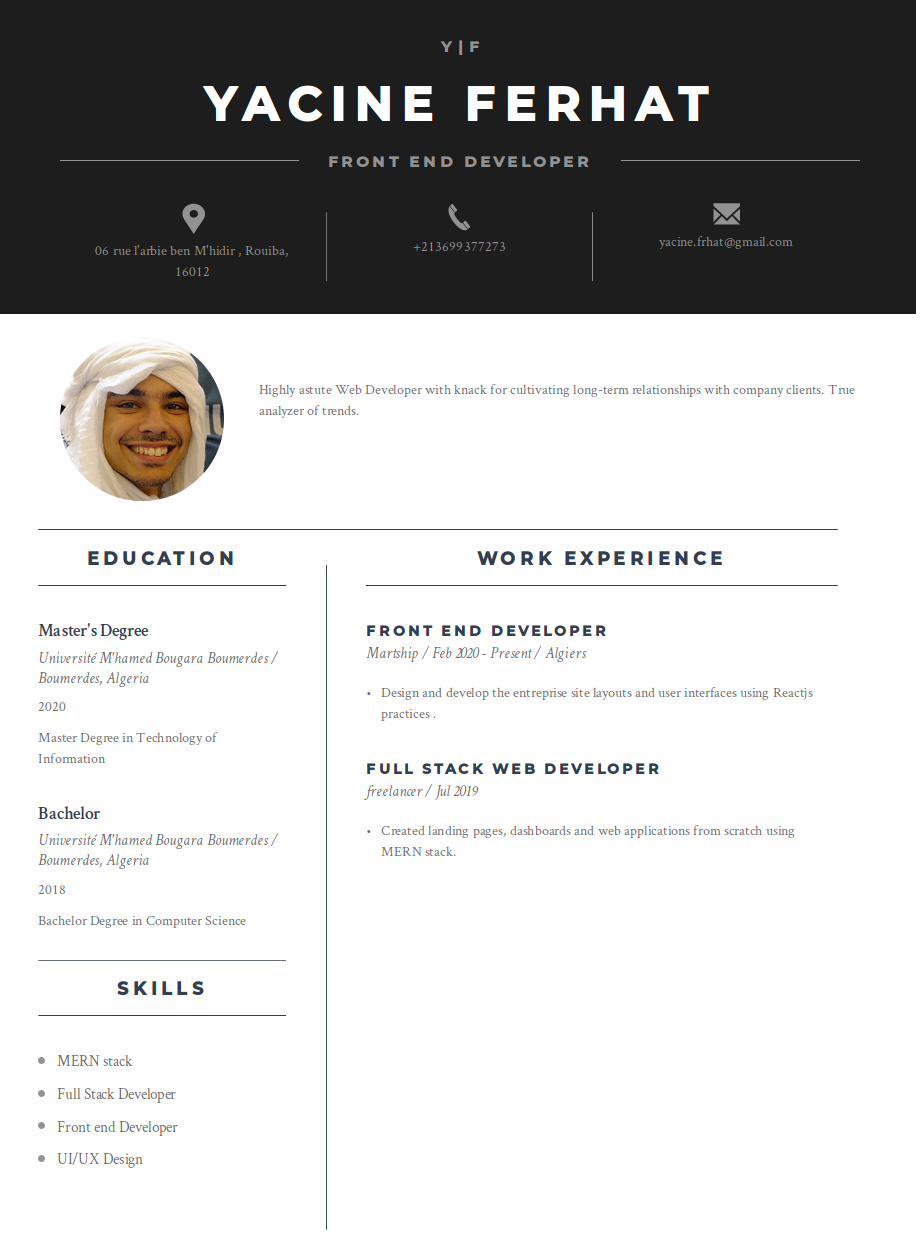 Y|F
YACINE FERHAT
FRONT END DEVELOPER
06 rue l'arbie ben M'hidir , Rouiba,
16012
+213699377273
yacine.frhat@gmail.com
Highly astute Web Developer with knack for cultivating long-term relationships with company clients. True
analyzer of trends.
EDUCATION
Master's Degree
Université M'hamed Bougara Boumerdes /
Boumerdes, Algeria
2020
Master Degree in Technology of
Information
Bachelor
Université M'hamed Bougara Boumerdes /
Boumerdes, Algeria
2018
Bachelor Degree in Computer Science
SKILLS
MERN stack
Full Stack Developer
Front end Developer
UI/UX Design
WORK EXPERIENCE
FRONT END DEVELOPER
Martship / Feb 2020 - Present / Algiers
• Design and develop the entreprise site layouts and user interfaces using Reactjs
practices .
FULL STACK WEB DEVELOPER
freelancer / Jul 2019
• Created landing pages, dashboards and web applications from scratch using
MERN stack.